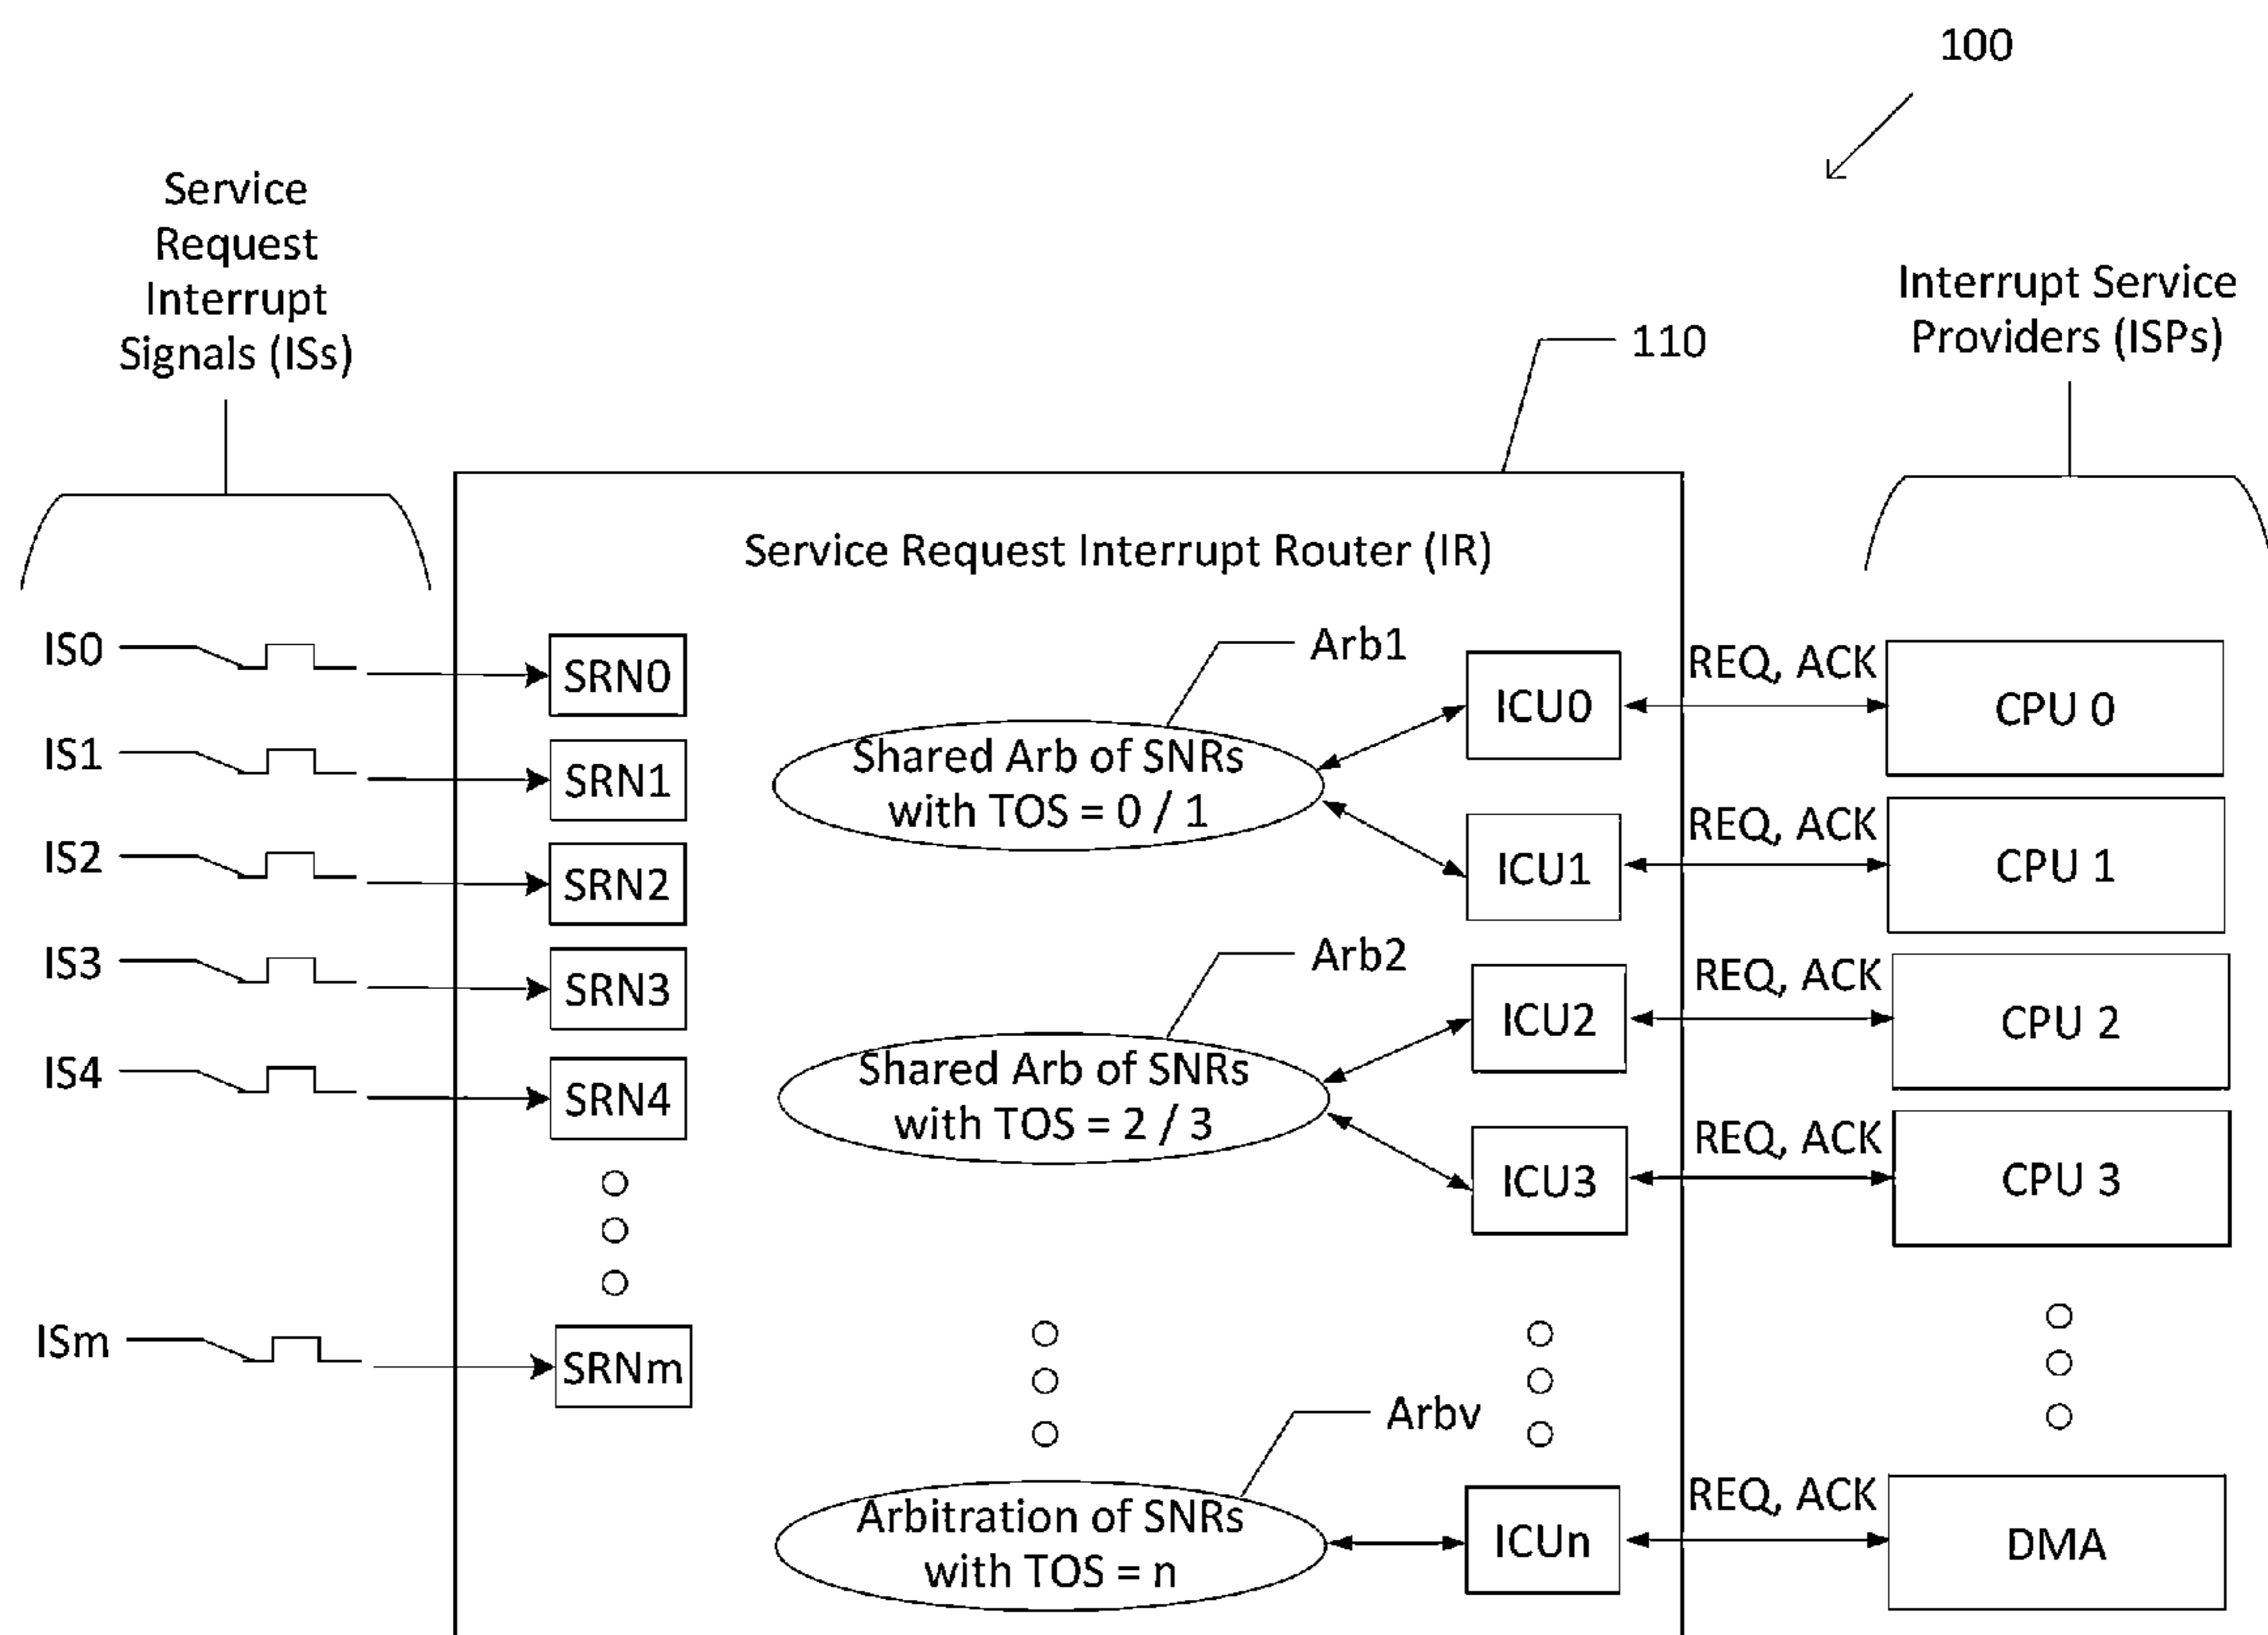 100
Service
Request
Interrupt
Signals (ISs)
Interrupt Service
Providers (ISPs)
110
Service Request Interrupt Router (IR)
IS0
SRN0
Arb1
ICU0
REQ, ACK
CPU 0
IS1
SRN1
Shared Arb of SNRs
with TOS = 0 / 1
IS2
SRN2
ICU1
REQ, ACK
CPU 1
IS3
SRN3
Arb2
ICU2
REQ, ACK
CPU 2
IS4
SRN4
Shared Arb of SNRs
with TOS = 2 / 3
ICU3
REQ, ACK
CPU 3
ISm
SRNm
Arbv
Arbitration of SNRs
with TOS = n
ICUn
REQ, ACK
DMA